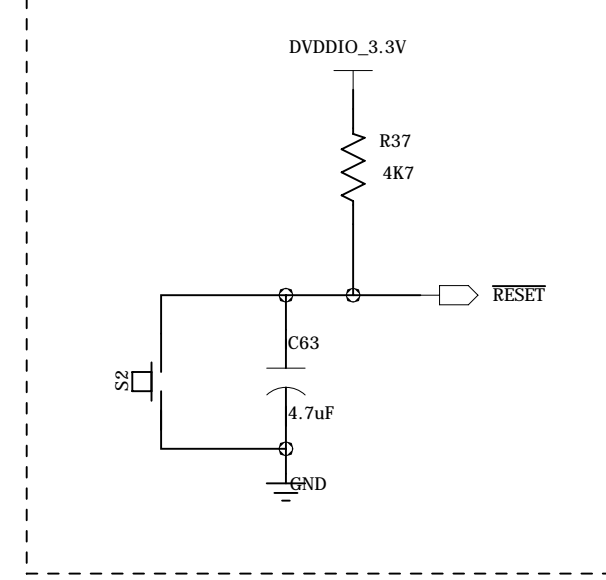 DVDDIO_3.3V
R37
4K7
RESET
C63
S2
4.7uF
GND